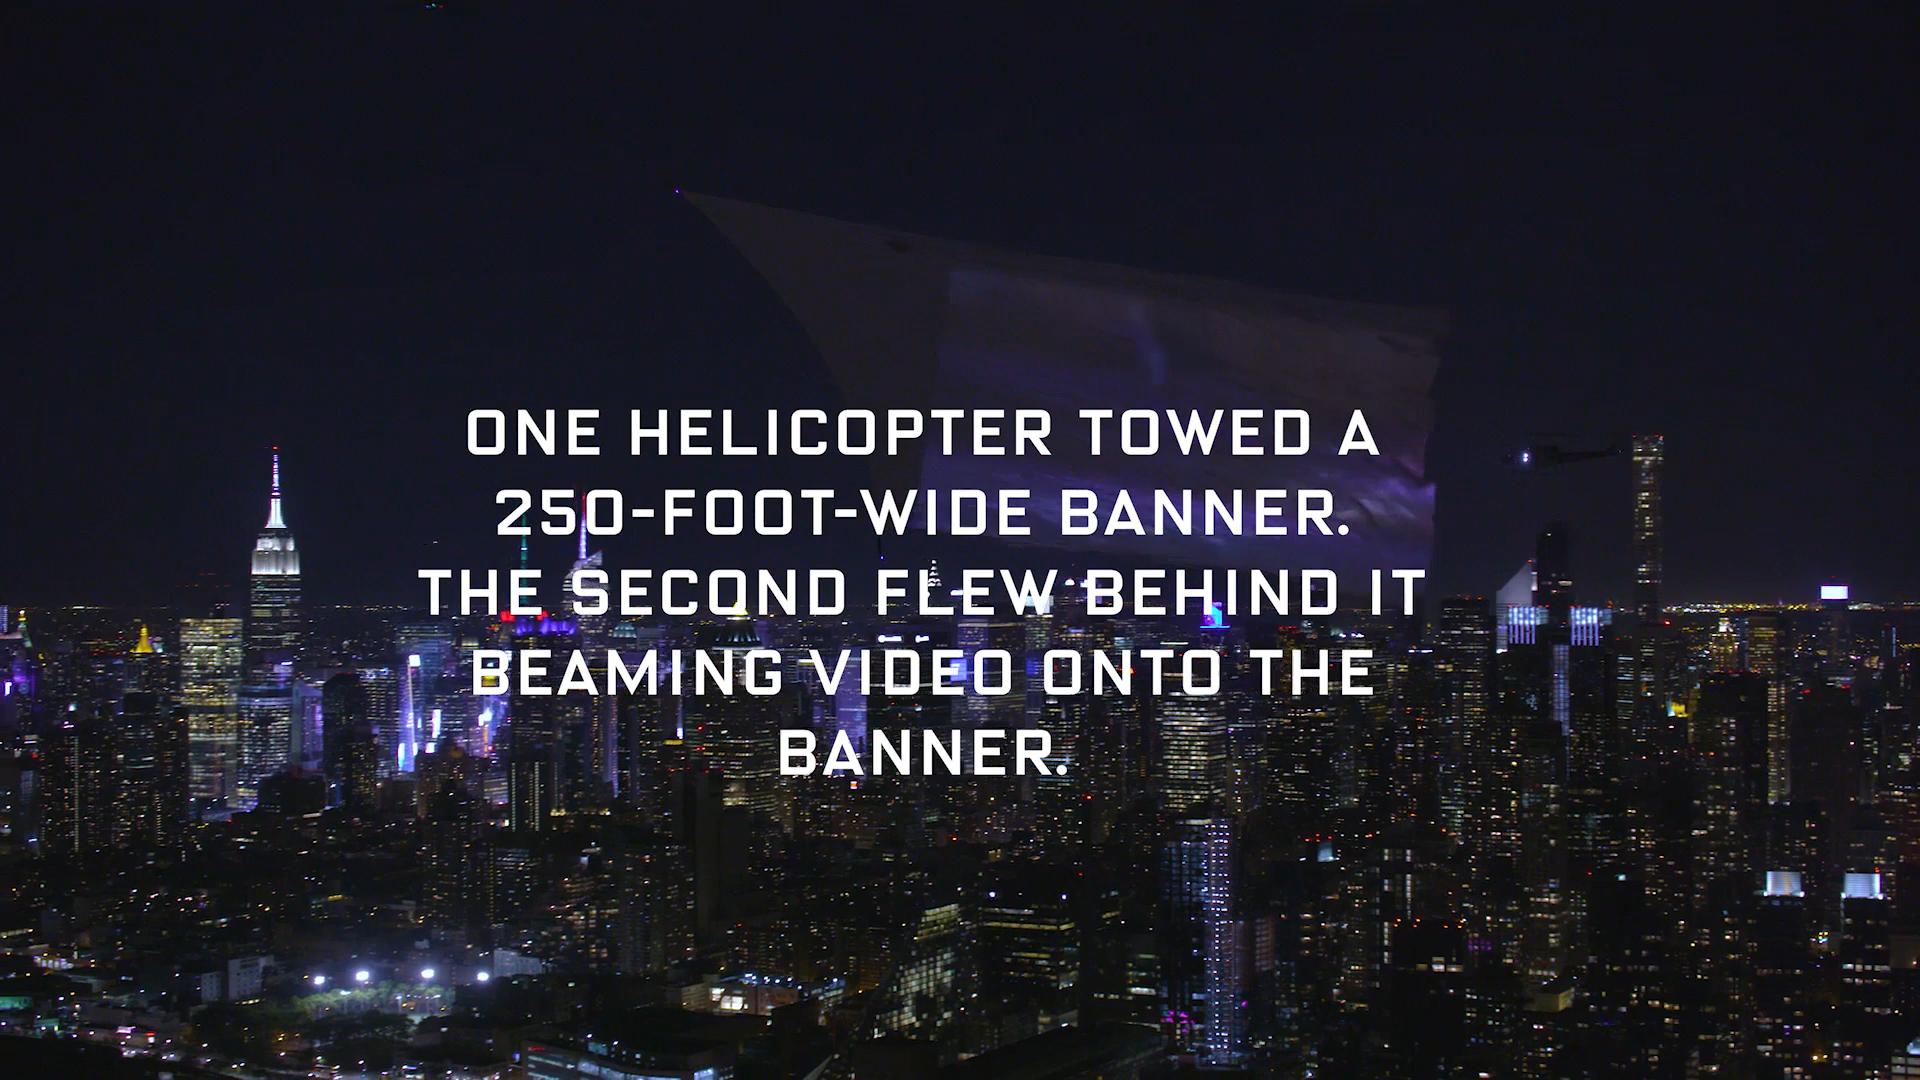 ONE HELICOPTER TOWED A
250-FOOT-WIDE BANNER.
THE SECOND FLEW BEHIND IT
BEAMING VIDEO ONTO THE
BANNER.